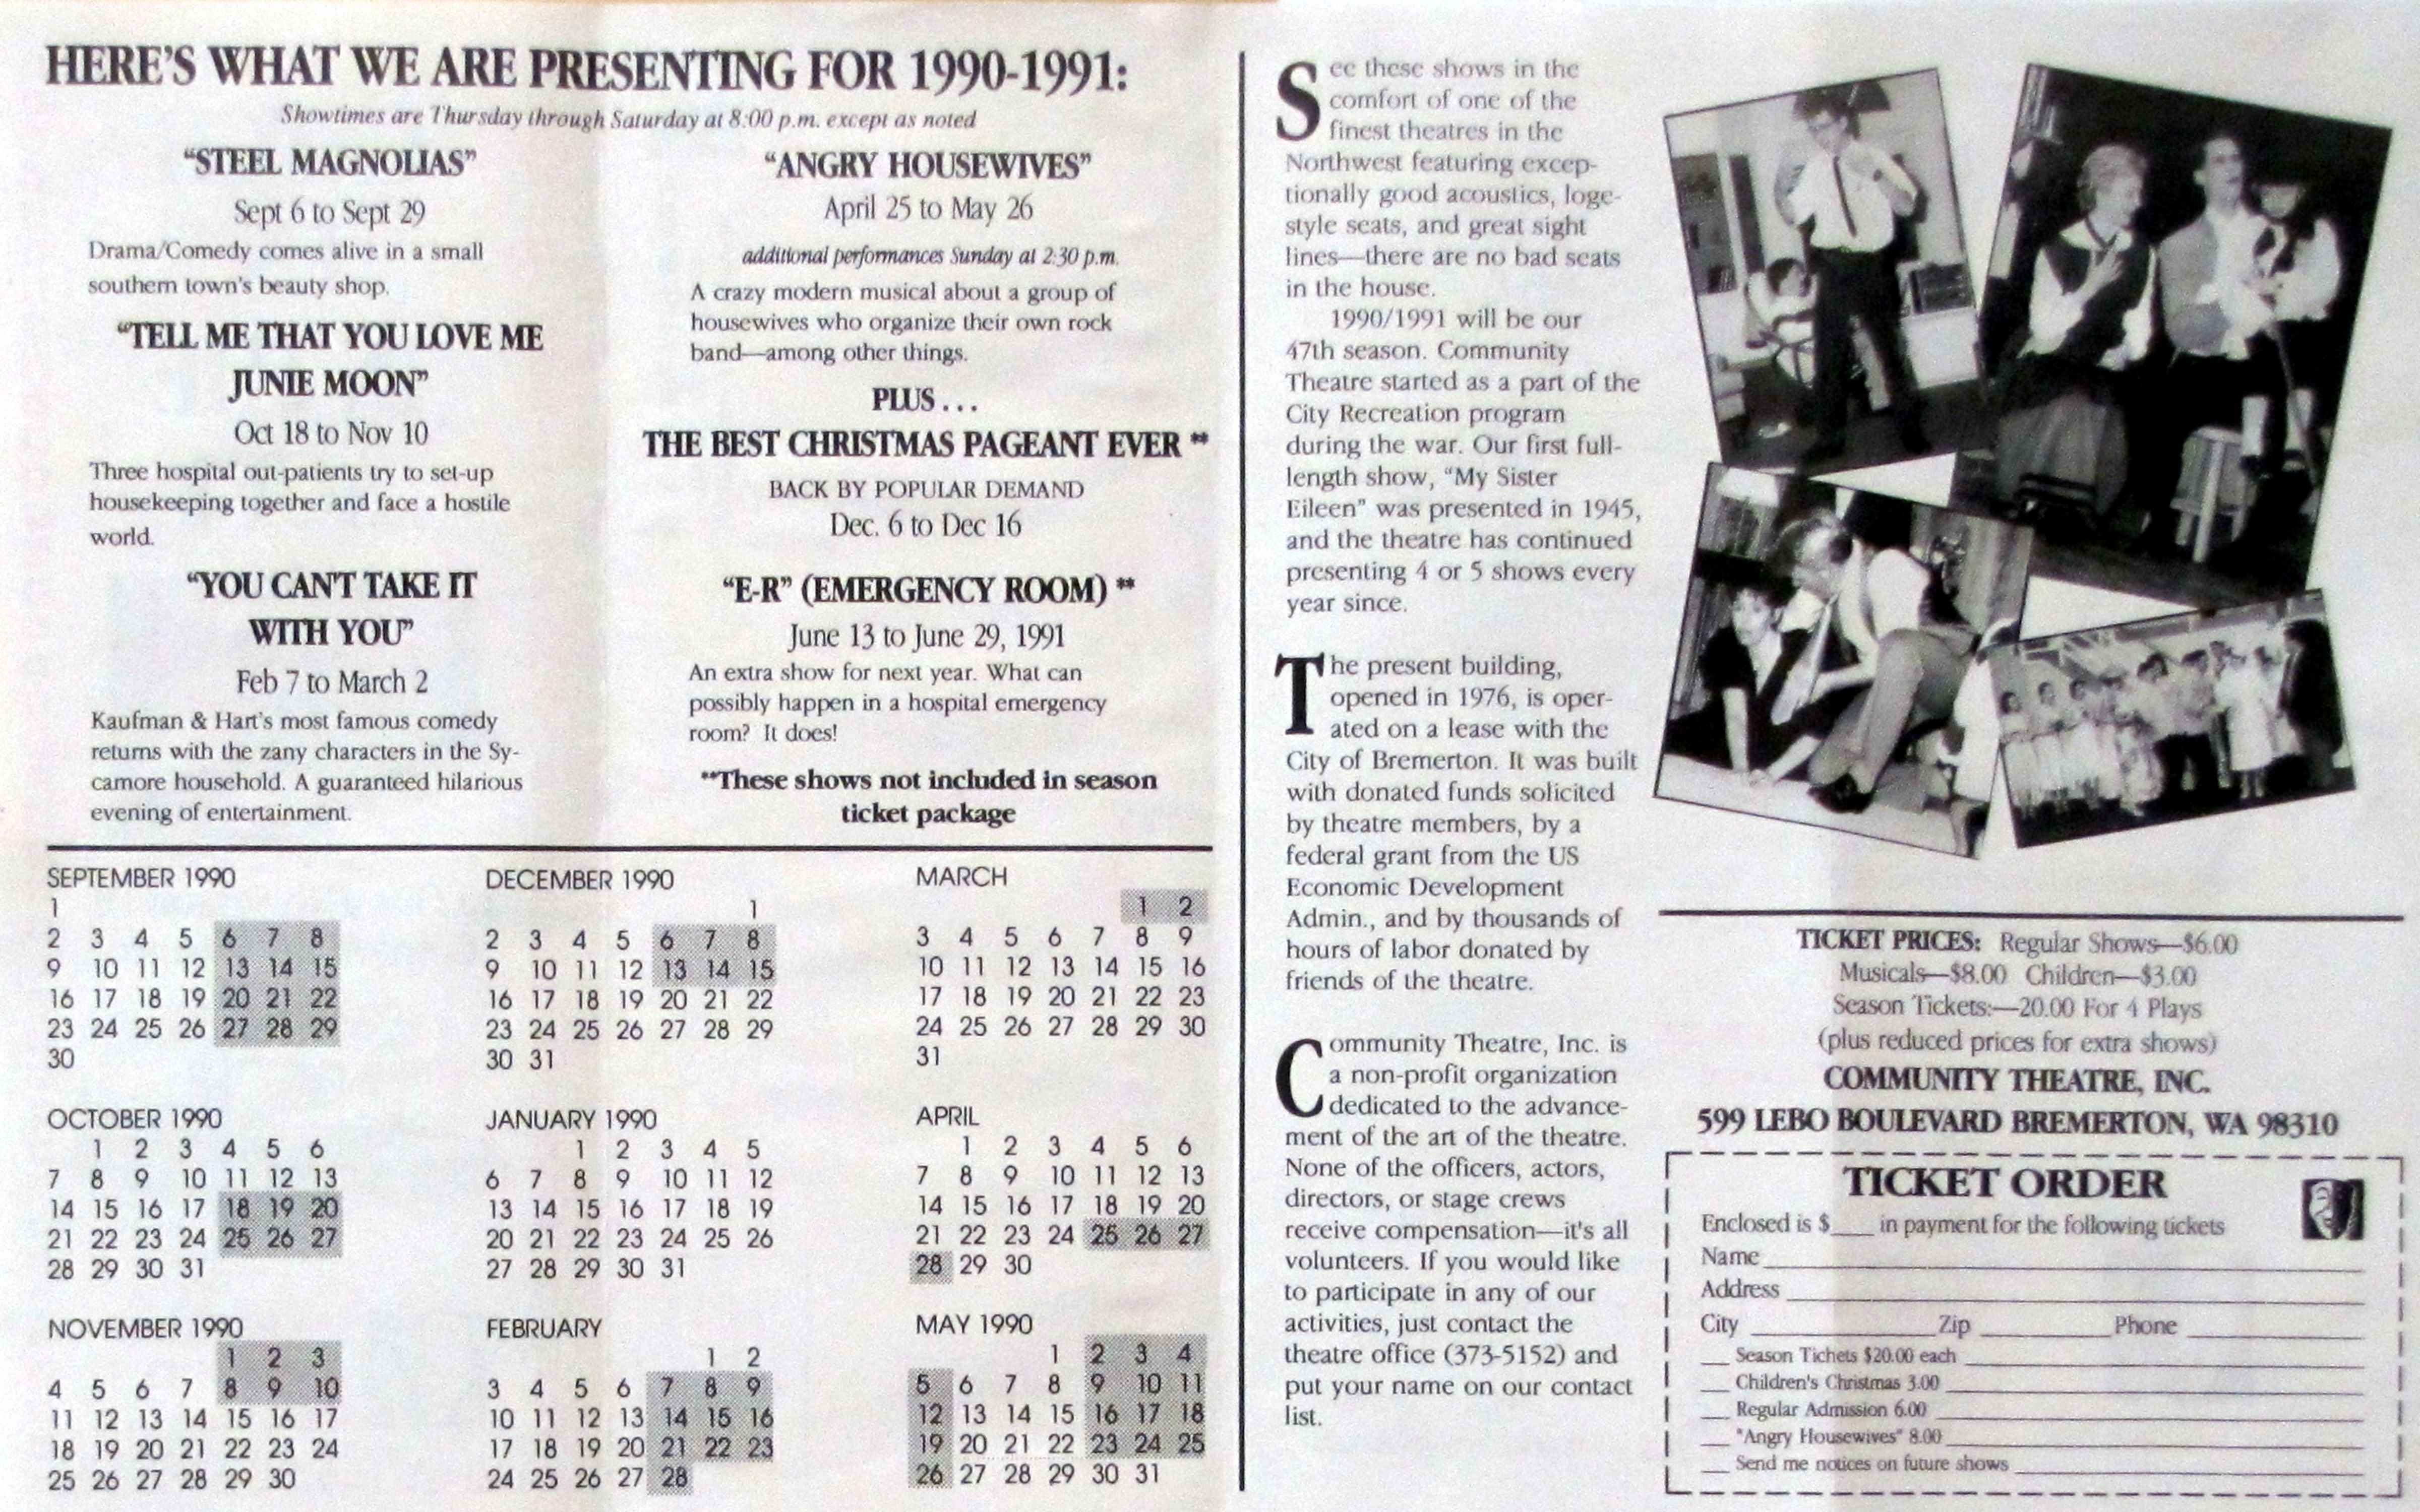 HERE'S WHAT WE ARE PRESENTING FOR 1990-1991:
Showtimes are Thursday through Saturday at 8:00 p.m. except as noted
"STEEL MAGNOLIAS"
Sept 6 to Sept 29
Drama/Comedy comes alive in a small
southern town's beauty shop.
"TELL ME THAT YOU LOVE ME
JUNIE MOON"
Oct 18 to Nov 10
Three hospital out-patients try to set-up
housekeeping together and face a hostile
world.
"YOU CAN'T TAKE IT
WITH YOU"
Feb 7 to March 2
Kaufman & Hart's most famous comedy
returns with the zany characters in the Sy-
camore household. A guaranteed hilarious
evening of entertainment.
"ANGRY HOUSEWIVES"
April 25 to May 26
additional performances Sunday at 2:30 p.m.
A crazy modern musical about a group of
housewives who organize their own rock
band—among other things.
PLUS . . .
THE BEST CHRISTMAS PAGEANT EVER **
BACK BY POPULAR DEMAND
Dec. 6 to Dec 16
"E-R" (EMERGENCY ROOM) **
June 13 to June 29, 1991
An extra show for next year. What can
possibly happen in a hospital emergency
room? It does!
**These shows not included in season
ticket package
SEPTEMBER 1990
1
2 3 4 5 6 7 8
9 10 11 12 13 14 15
16 17 18 19 20 21 22
23 24 25 26 27 28 29
30
OCTOBER 1990
1 2 3 4 5 6
7 8 9 10 11 12 13
14 15 16 17 18 19 20
21 22 23 24 25 26 27
28 29 30 31
NOVEMBER 1990
1 2 3
4 5 6 7 8 9 10
11 12 13 14 15 16 17
18 19 20 21 22 23 24
25 26 27 28 29 30
DECEMBER 1990
1
2 3 4 5 6 7 8
9 10 11 12 13 14 15
16 17 18 19 20 21 22
23 24 25 26 27 28 29
30 31
JANUARY 1990
1 2 3 4 5
6 7 8 9 10 11 12
13 14 15 16 17 18 19
20 21 22 23 24 25 26
27 28 29 30 31
FEBRUARY
1 2
3 4 5 6 7 8 9
10 11 12 13 14 15 16
17 18 19 20 21 22 23
24 25 26 27 28
MARCH
1 2
3 4 5 6 7 8 9
10 11 12 13 14 15 16
17 18 19 20 21 22 23
24 25 26 27 28 29 30
31
APRIL
1 2 3 4 5 6
7 8 9 10 11 12 13
14 15 16 17 18 19 20
21 22 23 24 25 26 27
28 29 30
MAY 1990
1 2 3 4
5 6 7 8 9 10 11
12 13 14 15 16 17 18
19 20 21 22 23 24 25
26 27 28 29 30 31
See these shows in the
comfort of one of the
finest theatres in the
Northwest featuring excep-
tionally good acoustics, loge-
style seats, and great sight
lines—there are no bad seats
in the house.
1990/1991 will be our
47th season. Community
Theatre started as a part of the
City Recreation program
during the war. Our first full-
length show, "My Sister
Eileen" was presented in 1945,
and the theatre has continued
presenting 4 or 5 shows every
year since.
The present building,
opened in 1976, is oper-
ated on a lease with the
City of Bremerton. It was built
with donated funds solicited
by theatre members, by a
federal grant from the US
Economic Development
Admin., and by thousands of
hours of labor donated by
friends of the theatre.
Community Theatre, Inc. is
a non-profit organization
dedicated to the advance-
ment of the art of the theatre.
None of the officers, actors,
directors, or stage crews
receive compensation—it's all
volunteers. If you would like
to participate in any of our
activities, just contact the
theatre office (373-5152) and
put your name on our contact
list.
TICKET PRICES: Regular Shows—$6.00
Musicals—$8.00 Children—$3.00
Season Tickets:—20.00 For 4 Plays
(plus reduced prices for extra shows)
COMMUNITY THEATRE, INC.
599 LEBO BOULEVARD BREMERTON, WA 98310
TICKET ORDER
Enclosed is $____ in payment for the following tickets
Name
Address
City Zip Phone
Season Tichets $20.00 each
Children's Christmas 3.00
Regular Admission 6.00
"Angry Housewives" 8.00
Send me notices on future shows